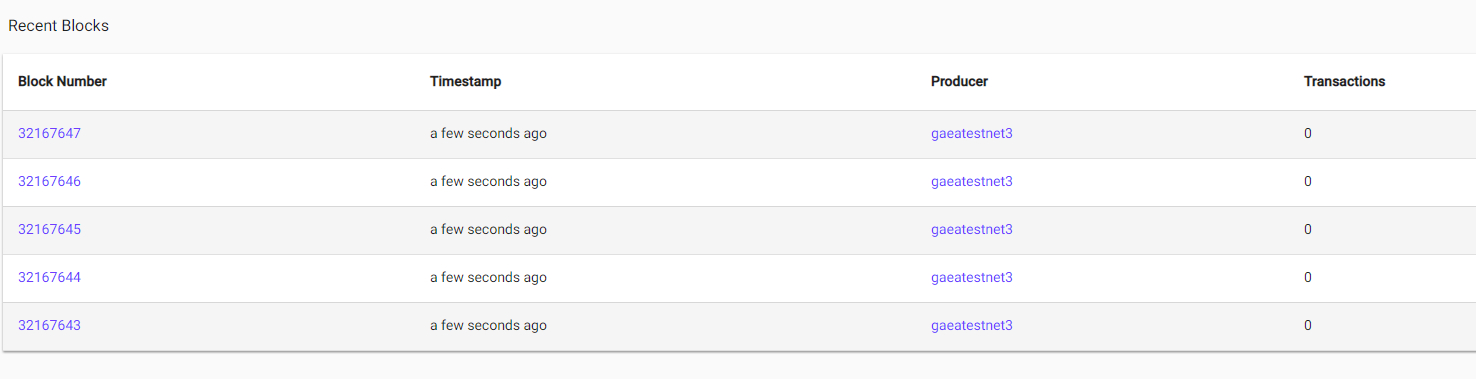 Recent Blocks
Block Number Timestamp Producer Transactions
32167647 a few seconds ago gaeatestnet3 0
32167646 a few seconds ago gaeatestnet3 0
32167645 a few seconds ago gaeatestnet3 0
32167644 a few seconds ago gaeatestnet3 0
32167643 a few seconds ago gaeatestnet3 0